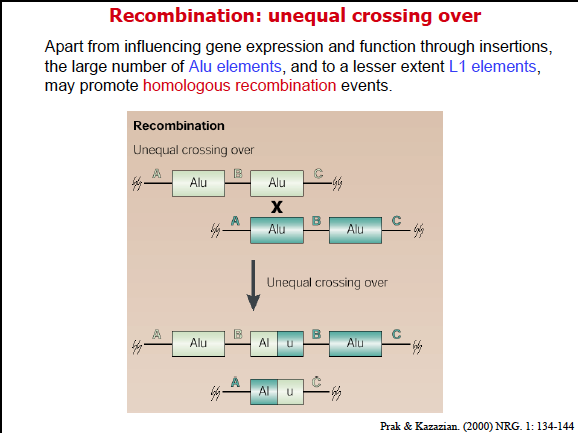 Recombination: unequal crossing over
Apart from influencing gene expression and function through insertions,
the large number of Alu elements, and to a lesser extent L1 elements,
may promote homologous recombination events.
Recombination
Unequal crossing over
A Alu B Alu C
X
A Alu B Alu C
Unequal crossing over
A Alu B Al u B Alu C
A Al u C
Prak & Kazazian. (2000) NRG. 1: 134-144